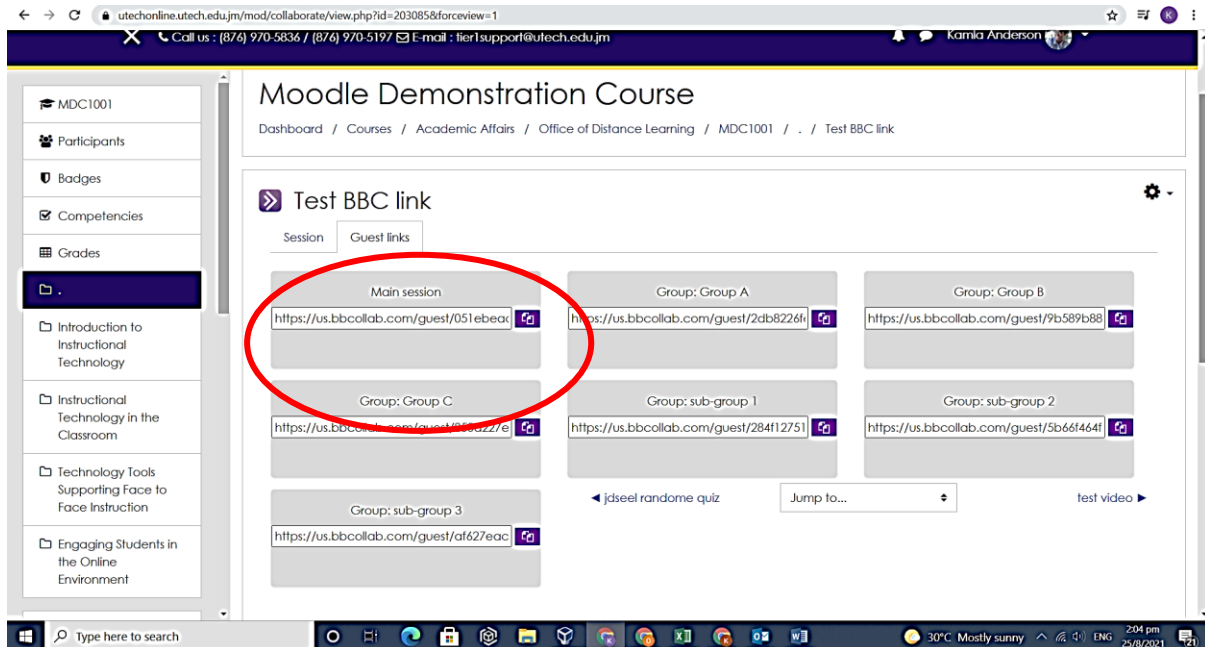 utechonline.utech.edu.jm/mod/collaborate/view.php?id=203085&forceview=1
K
Call us : (876) 970-5836 / (876) 970-5197 E-mail : tier1support@utech.edu.jm
Kamla Anderson
MDC1001
Participants
Badges
Competencies
Grades
.
Introduction to
Instructional
Technology
Instructional
Technology in the
Classroom
Technology Tools
Supporting Face to
Face Instruction
Engaging Students in
the Online
Environment
Moodle Demonstration Course
Dashboard / Courses / Academic Affairs / Office of Distance Learning / MDC1001 / . / Test BBC link
Test BBC link
Session Guest links
Main session
https://us.bbcollab.com/guest/051ebeac
Group: Group A
https://us.bbcollab.com/guest/2db8226f
Group: Group B
https://us.bbcollab.com/guest/9b589b88
Group: Group C
Group: sub-group 1
https://us.bbcollab.com/guest/284f12751
Group: sub-group 2
https://us.bbcollab.com/guest/5b66f464f
Group: sub-group 3
https://us.bbcollab.com/guest/af627eac
◄ jdseel randome quiz
Jump to...
test video ►
Type here to search
30°C Mostly sunny
ENG
2:04 pm
25/8/2021
21